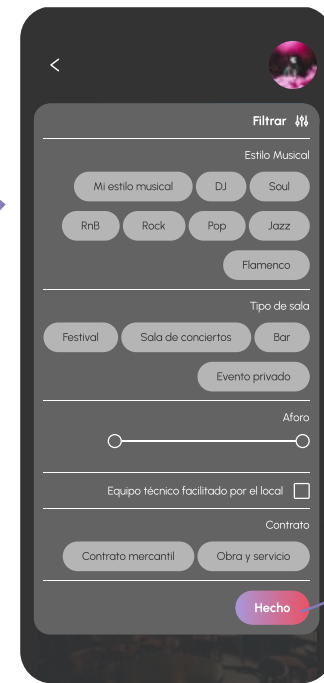 Filtrar
Estilo Musical
Mi estilo musical DJ Soul
RnB Rock Pop Jazz
Flamenco
Tipo de sala
Festival Sala de conciertos Bar
Evento privado
Aforo
Equipo técnico facilitado por el local
Contrato
Contrato mercantil Obra y servicio
Hecho